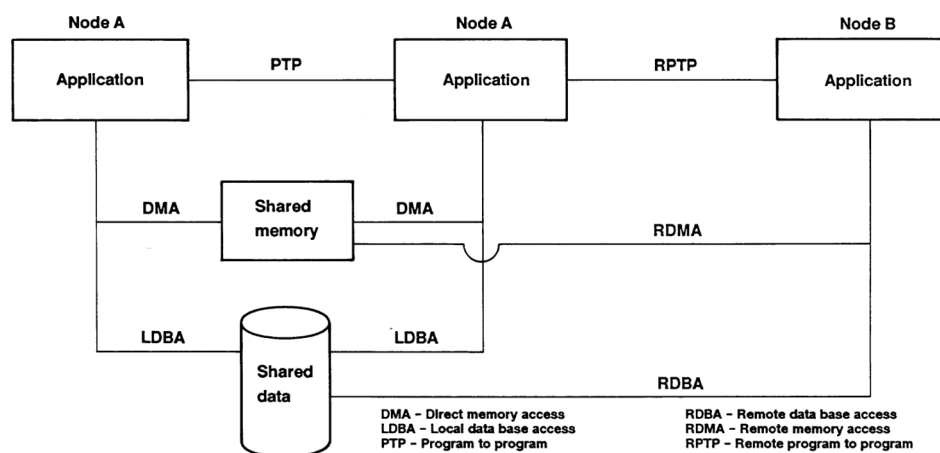 Node A
Node A
Node B
Application
PTP
Application
RPTP
Application
DMA
Shared
memory
DMA
RDMA
LDBA
LDBA
Shared
data
RDBA
DMA – Direct memory access
LDBA – Local data base access
PTP – Program to program
RDBA – Remote data base access
RDMA – Remote memory access
RPTP – Remote program to program